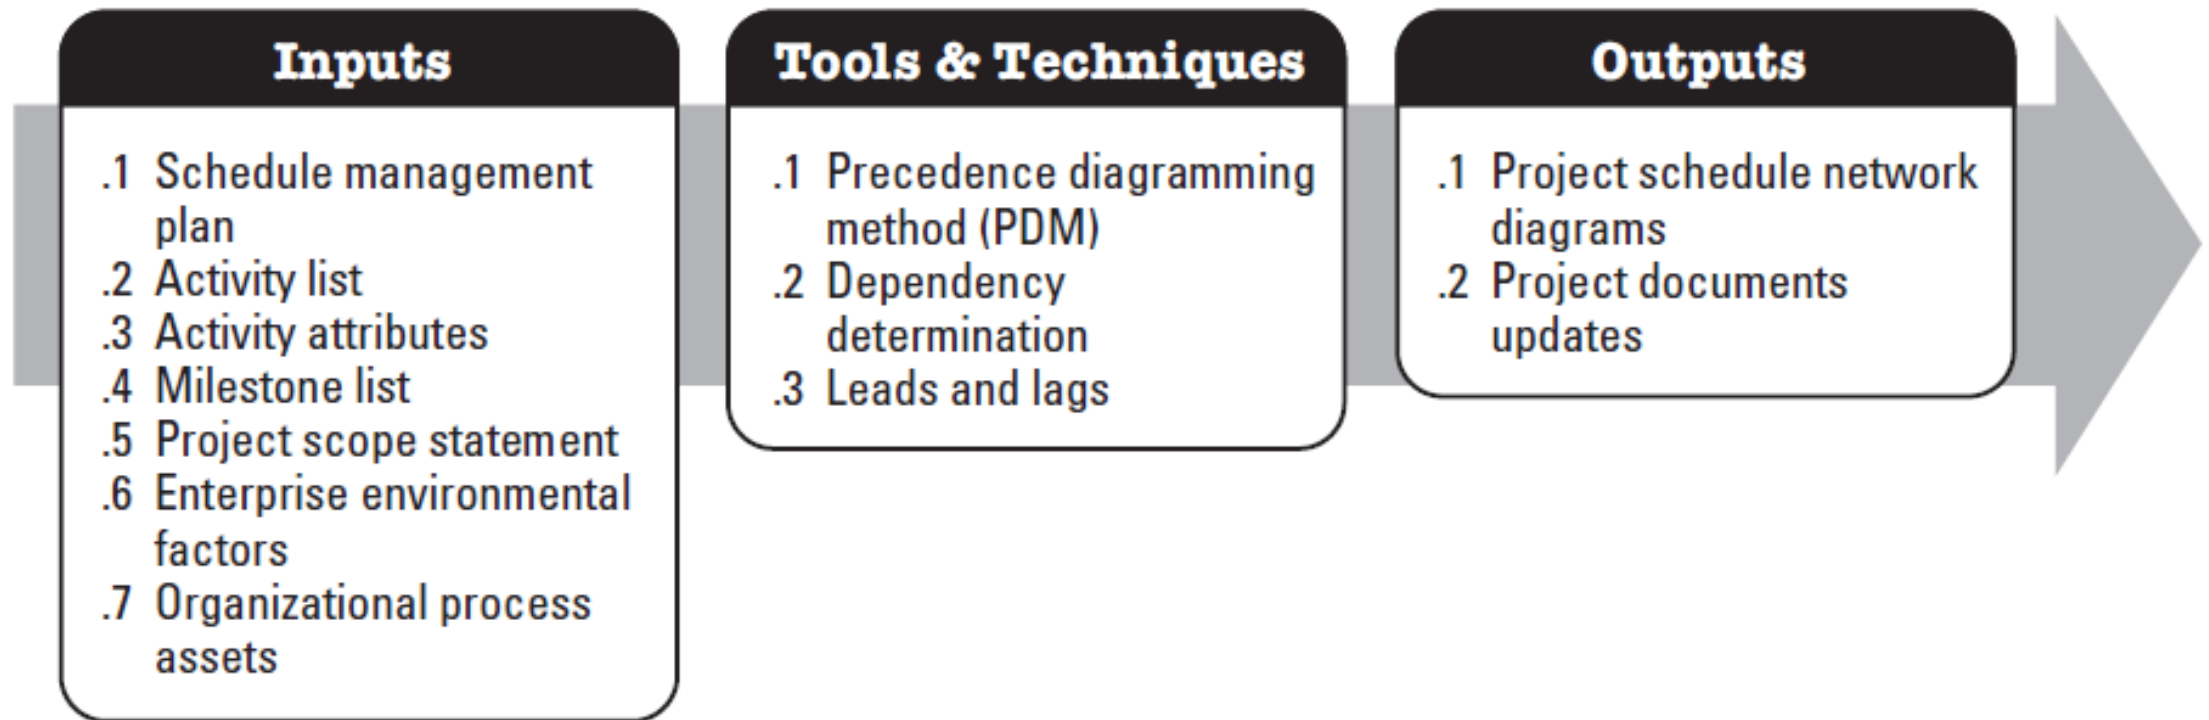 Inputs
.1 Schedule management
plan
.2 Activity list
.3 Activity attributes
.4 Milestone list
.5 Project scope statement
.6 Enterprise environmental
factors
.7 Organizational process
assets
Tools & Techniques
.1 Precedence diagramming
method (PDM)
.2 Dependency
determination
.3 Leads and lags
Outputs
.1 Project schedule network
diagrams
.2 Project documents
updates